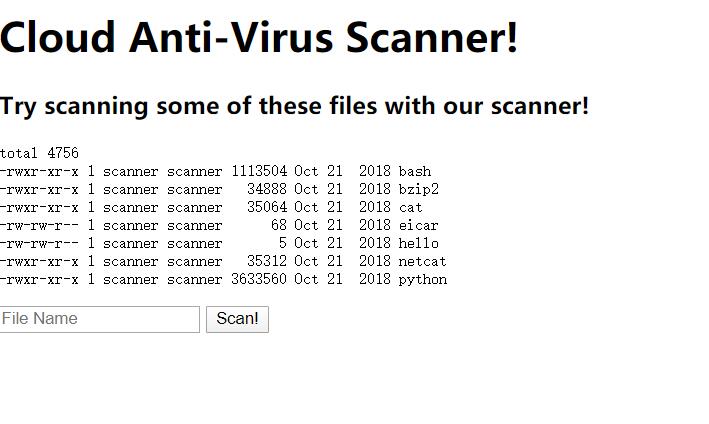 Cloud Anti-Virus Scanner!
Try scanning some of these files with our scanner!
total 4756
-rwxr-xr-x 1 scanner scanner 1113504 Oct 21  2018 bash
-rwxr-xr-x 1 scanner scanner   34888 Oct 21  2018 bzip2
-rwxr-xr-x 1 scanner scanner   35064 Oct 21  2018 cat
-rw-rw-r-- 1 scanner scanner      68 Oct 21  2018 eicar
-rw-rw-r-- 1 scanner scanner       5 Oct 21  2018 hello
-rwxr-xr-x 1 scanner scanner   35312 Oct 21  2018 netcat
-rwxr-xr-x 1 scanner scanner 3633560 Oct 21  2018 python
File Name Scan!